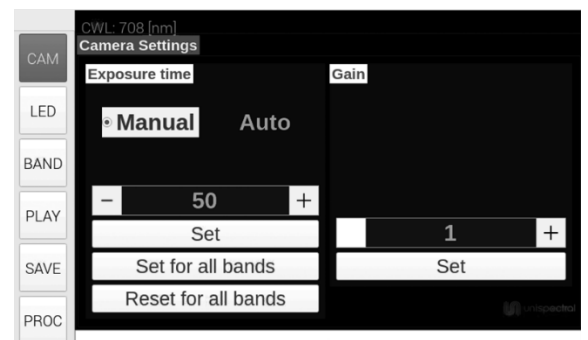 CWL: 708 [nm]
Camera Settings
CAM
LED
BAND
PLAY
SAVE
PROC
Exposure time
Manual Auto
− 50 +
Set
Set for all bands
Reset for all bands
Gain
1 +
Set
unispectral